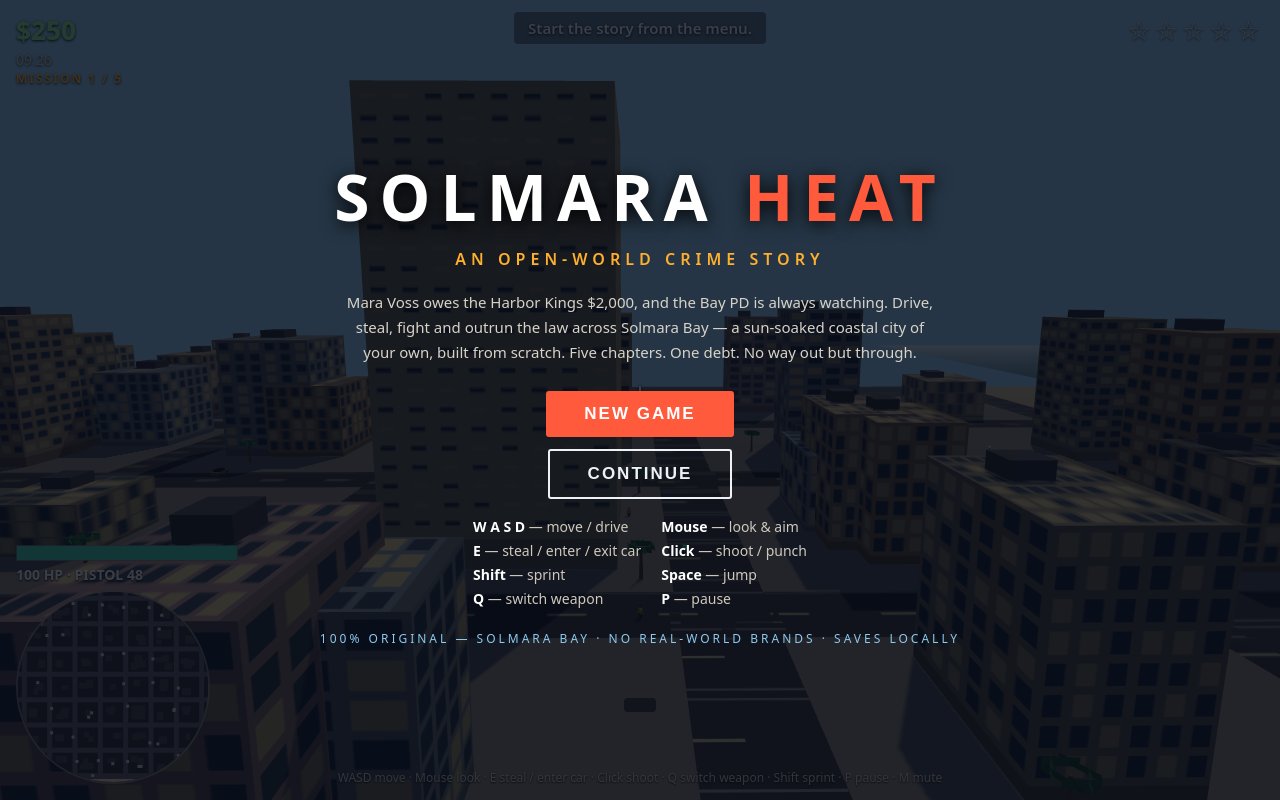 $250
09:26
MISSION 1 / 5
Start the story from the menu.
☆ ☆ ☆ ☆ ☆
SOLMARA HEAT
AN OPEN-WORLD CRIME STORY
Mara Voss owes the Harbor Kings $2,000, and the Bay PD is always watching. Drive,
steal, fight and outrun the law across Solmara Bay — a sun-soaked coastal city of
your own, built from scratch. Five chapters. One debt. No way out but through.
NEW GAME
CONTINUE
W A S D — move / drive Mouse — look & aim
E — steal / enter / exit car Click — shoot / punch
Shift — sprint Space — jump
Q — switch weapon P — pause
100% ORIGINAL — SOLMARA BAY · NO REAL-WORLD BRANDS · SAVES LOCALLY
100 HP · PISTOL 48
WASD move · Mouse look · E steal / enter car · Click shoot · Q switch weapon · Shift sprint · P pause · M mute